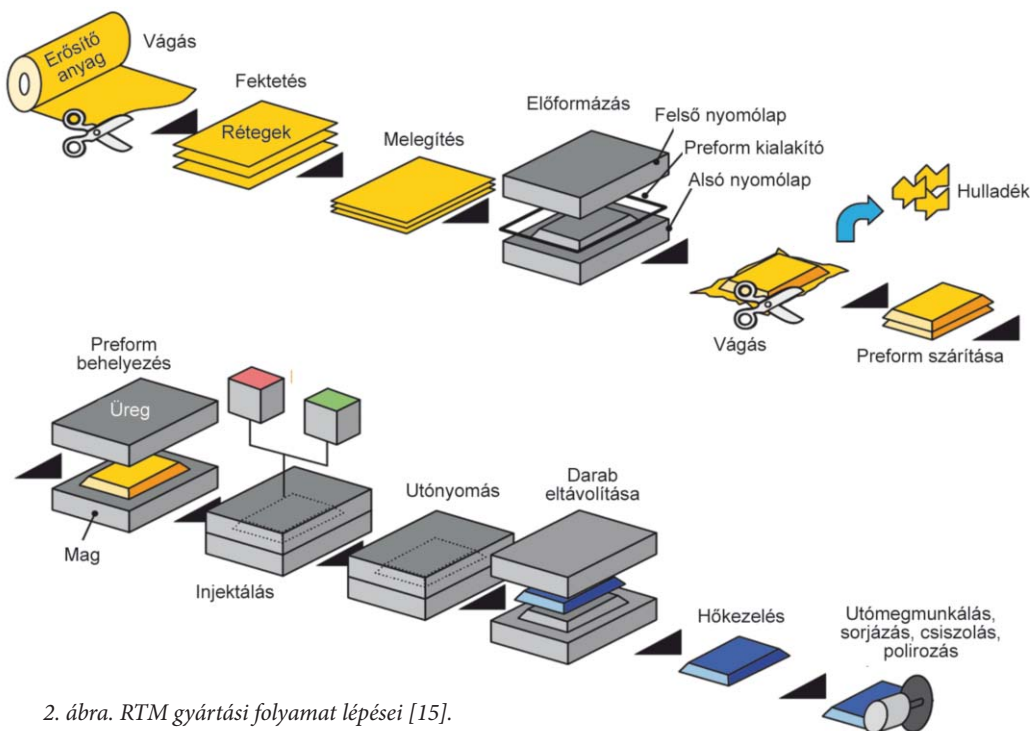 Erősítő
anyag
Vágás
Fektetés
Rétegek
Melegítés
Előformázás
Felső nyomólap
Preform kialakító
Alsó nyomólap
Hulladék
Vágás
Preform szárítása
Preform
behelyezés
Üreg
Mag
Injektálás
Utónyomás
Darab
eltávolítása
Hőkezelés
Utómegmunkálás,
sorjázás, csiszolás,
polirozás
2. ábra. RTM gyártási folyamat lépései [15].